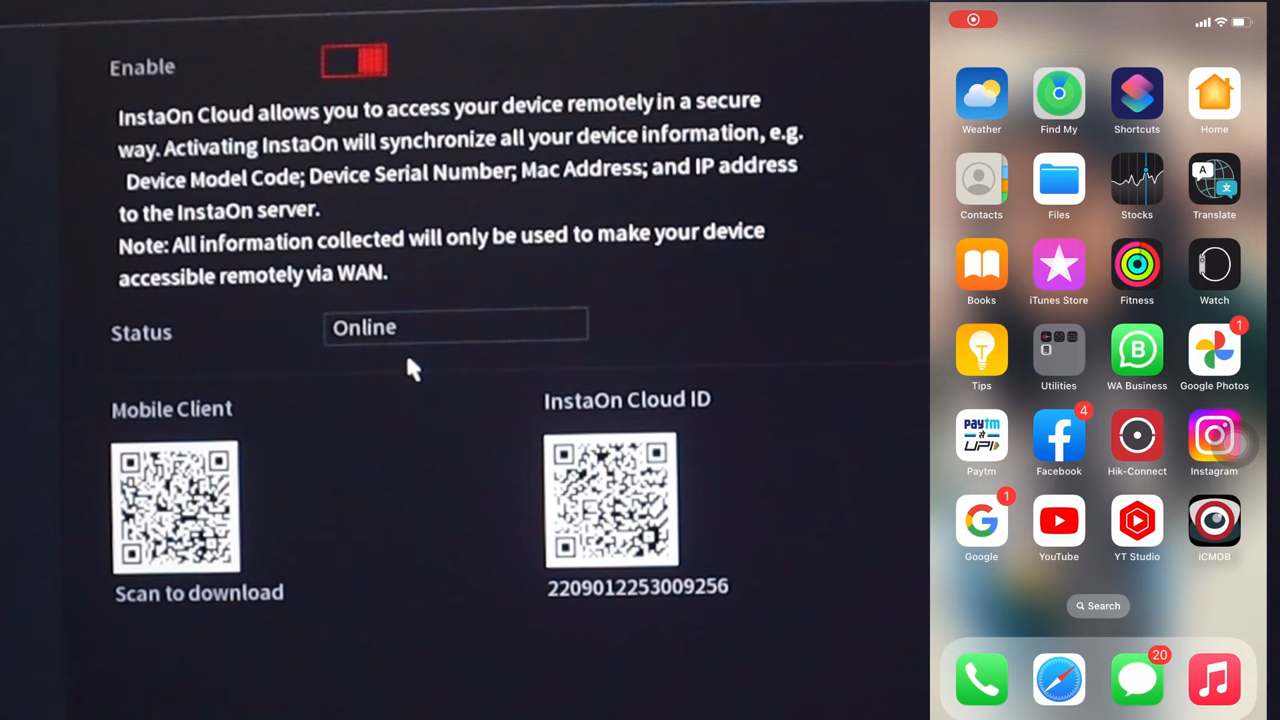 Enable
InstaOn Cloud allows you to access your device remotely in a secure
way. Activating InstaOn will synchronize all your device information, e.g.
Device Model Code; Device Serial Number; Mac Address; and IP address
to the InstaOn server.
Note: All information collected will only be used to make your device
accessible remotely via WAN.
Status
Online
Mobile Client
InstaOn Cloud ID
Scan to download
2209012253009256
Weather
Find My
Shortcuts
Home
A
文
Contacts
Files
Stocks
Translate
Books
iTunes Store
Fitness
Watch
B
1
Tips
Utilities
WA Business
Google Photos
paytm
से
UPI
4
Paytm
Facebook
Hik-Connect
Instagram
1
Google
YouTube
YT Studio
iCMOB
Search
20